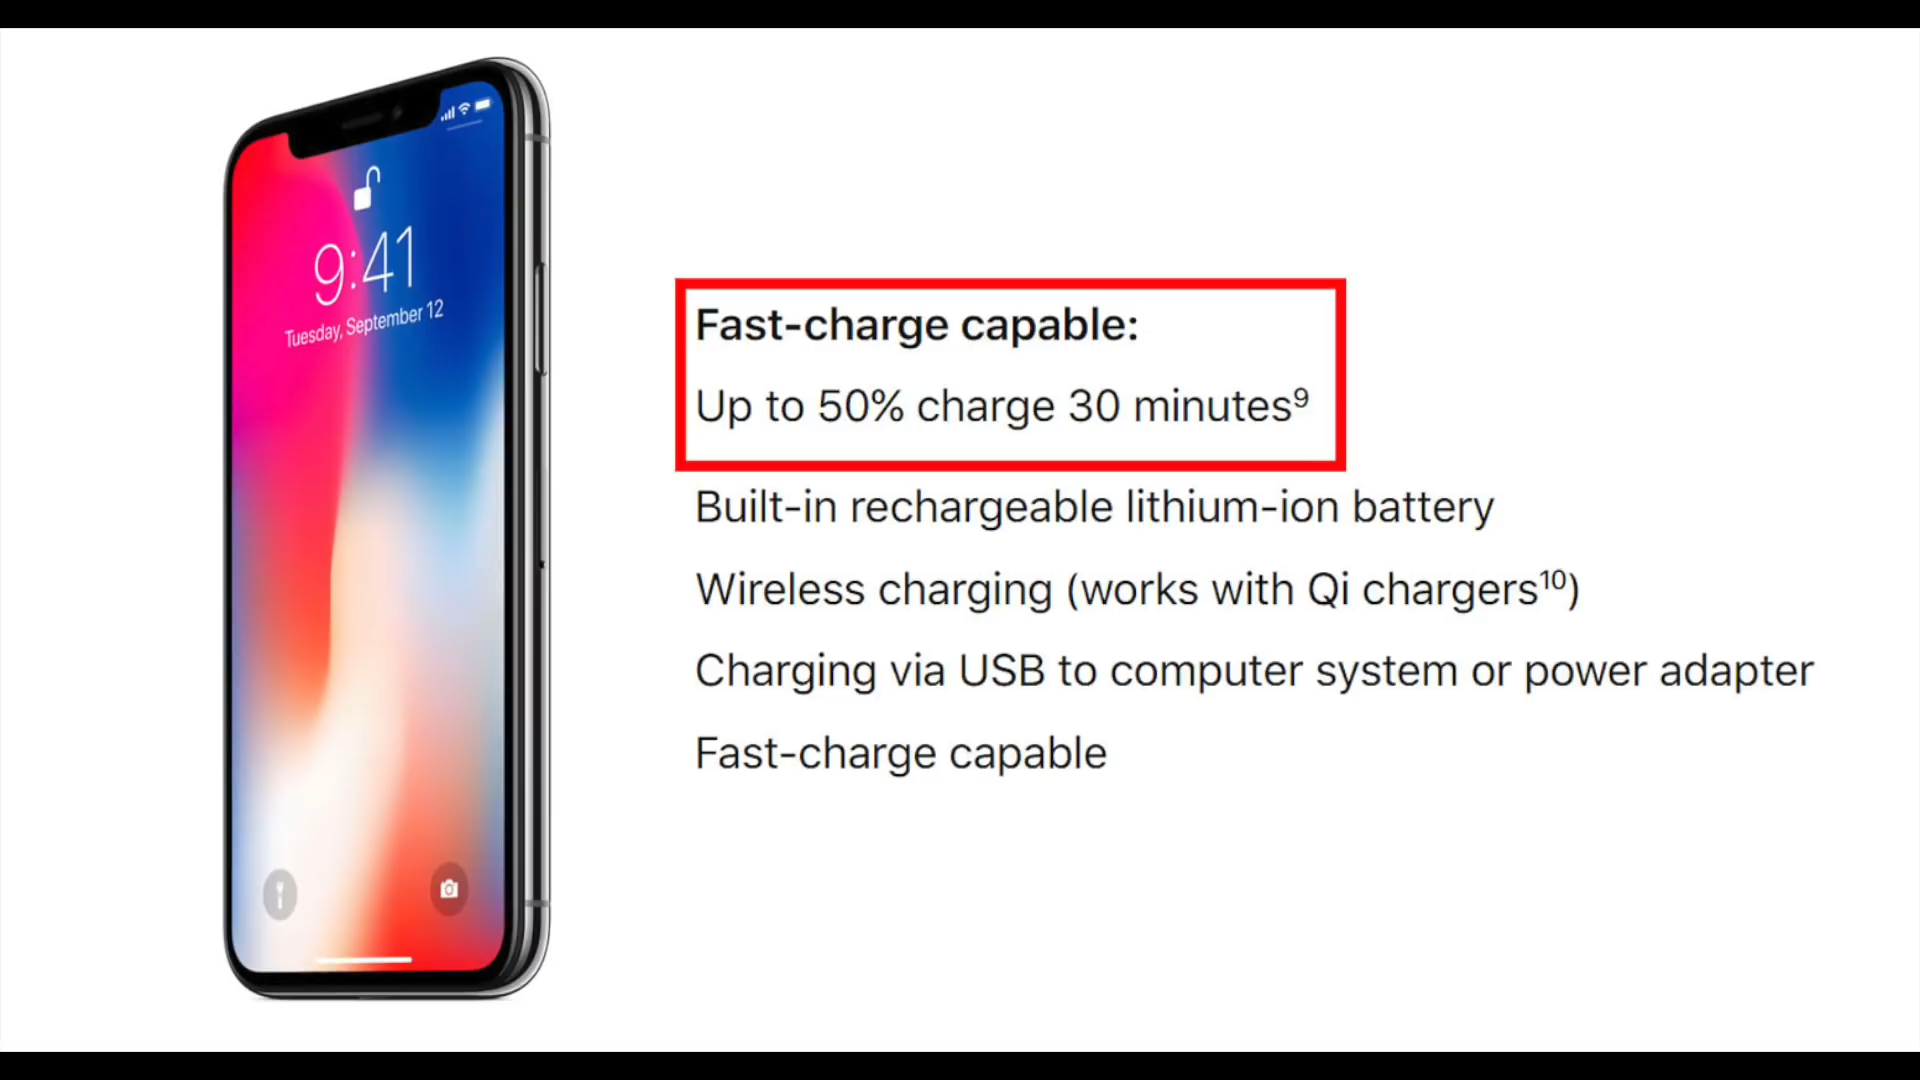 9:41
Tuesday, September 12
Fast-charge capable:
Up to 50% charge 30 minutes⁹
Built-in rechargeable lithium-ion battery
Wireless charging (works with Qi chargers¹⁰)
Charging via USB to computer system or power adapter
Fast-charge capable